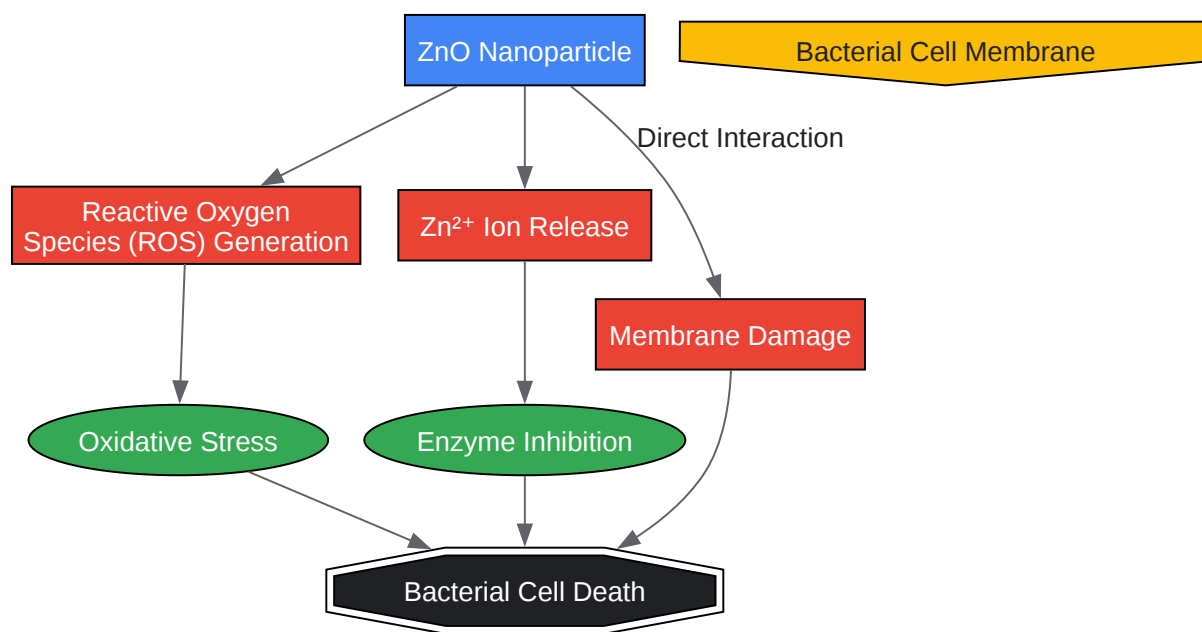 ZnO Nanoparticle
Bacterial Cell Membrane
Direct Interaction
Reactive Oxygen
Species (ROS) Generation
Zn²⁺ Ion Release
Membrane Damage
Oxidative Stress
Enzyme Inhibition
Bacterial Cell Death